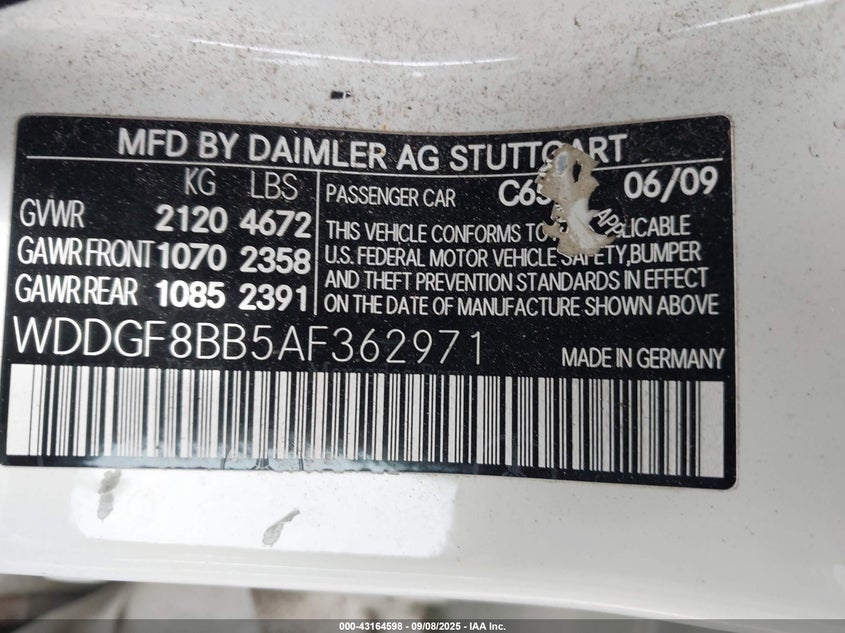 MFD BY DAIMLER AG STUTTGART
KG LBS
GVWR 2120 4672
GAWR FRONT 1070 2358
GAWR REAR 1085 2391
PASSENGER CAR 06/09
THIS VEHICLE CONFORMS TO APPLICABLE
U.S. FEDERAL MOTOR VEHICLE SAFETY, BUMPER
AND THEFT PREVENTION STANDARDS IN EFFECT
ON THE DATE OF MANUFACTURE SHOWN ABOVE
WDDGF8BB5AF362971
MADE IN GERMANY
000-43164598 - 09/08/2025 - IAA Inc.